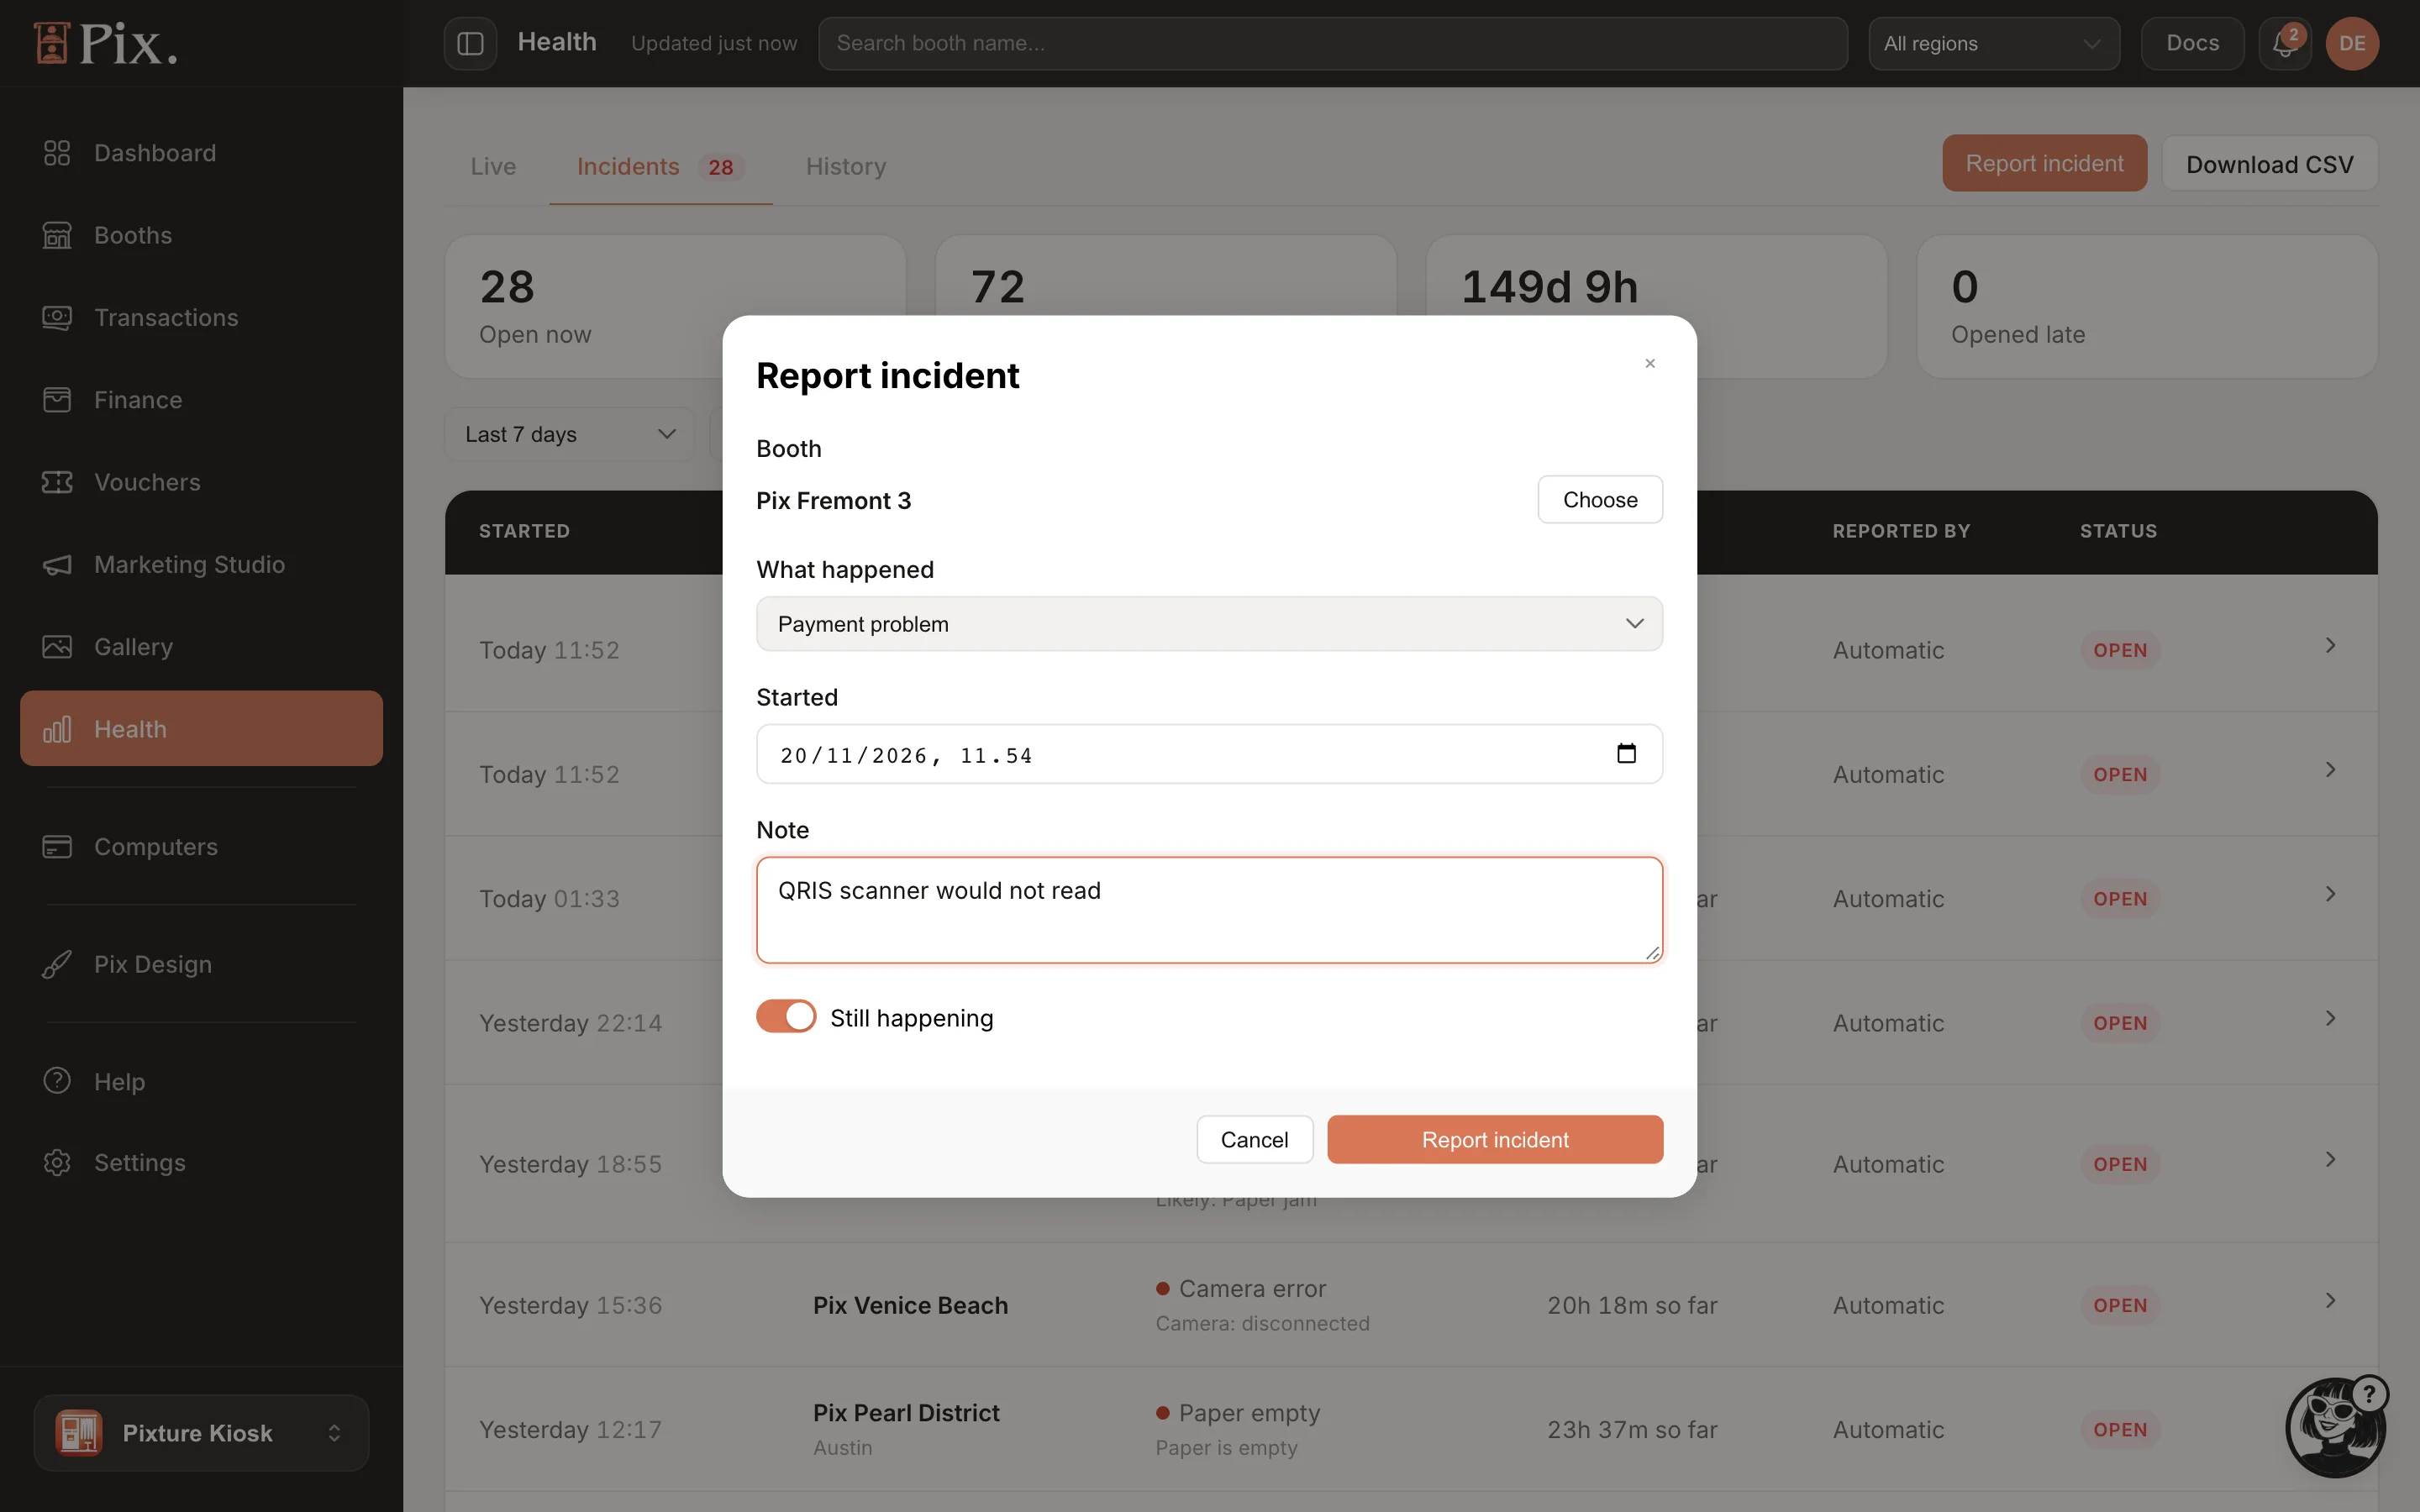 Pix.
Health
Updated just now
Search booth name...
All regions
Docs
2
DE
Dashboard
Booths
Transactions
Finance
Vouchers
Marketing Studio
Gallery
Health
Computers
Pix Design
Help
Settings
Pixture Kiosk
Live
Incidents 28
History
Report incident
Download CSV
28
Open now
72
149d 9h
0
Opened late
Last 7 days
STARTED
REPORTED BY
STATUS
Today 11:52
Automatic
OPEN
Today 11:52
Automatic
OPEN
Today 01:33
ar
Automatic
OPEN
Yesterday 22:14
ar
Automatic
OPEN
Yesterday 18:55
Likely: Paper jam
ar
Automatic
OPEN
Yesterday 15:36
Pix Venice Beach
Camera error
Camera: disconnected
20h 18m so far
Automatic
OPEN
Yesterday 12:17
Pix Pearl District
Austin
Paper empty
Paper is empty
23h 37m so far
Automatic
OPEN
Report incident
×
Booth
Pix Fremont 3
Choose
What happened
Payment problem
Started
20/11/2026, 11.54
Note
QRIS scanner would not read
Still happening
Cancel
Report incident
?